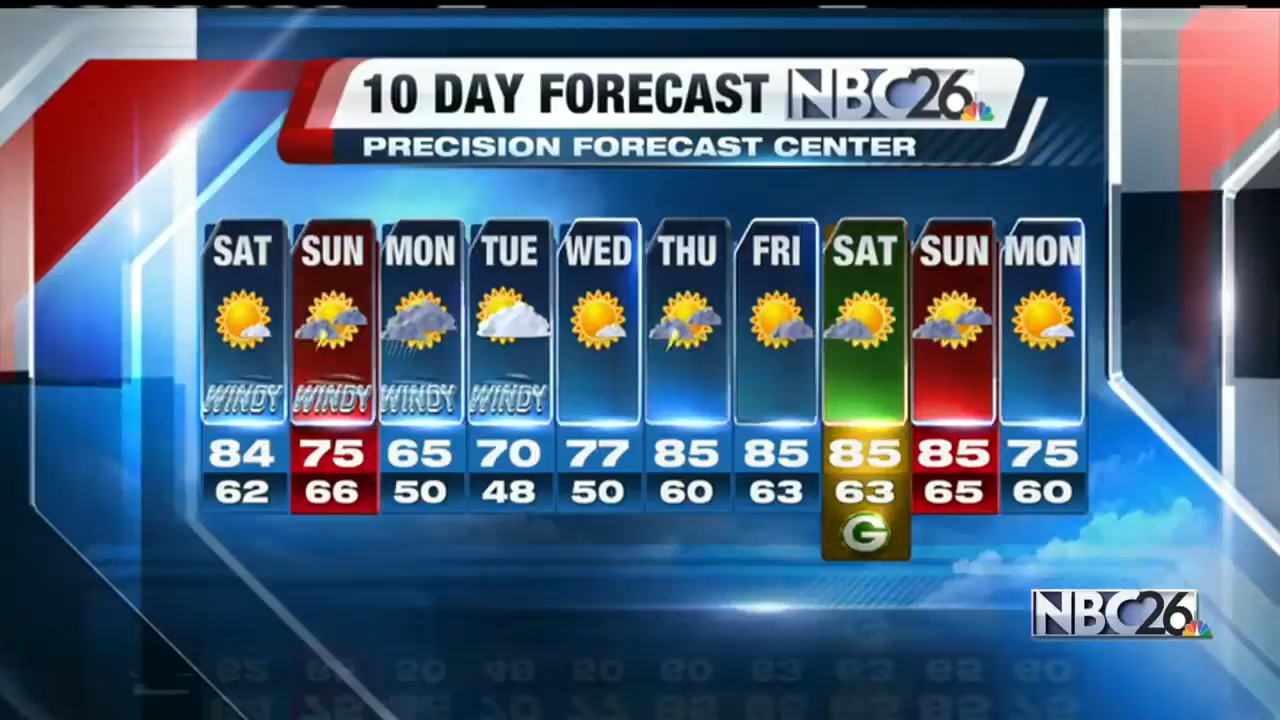 10 DAY FORECAST NBC26
PRECISION FORECAST CENTER
SAT SUN MON TUE WED THU FRI SAT SUN MON
WINDY WINDY WINDY WINDY
84 75 65 70 77 85 85 85 85 75
62 66 50 48 50 60 63 63 65 60
G
NBC26